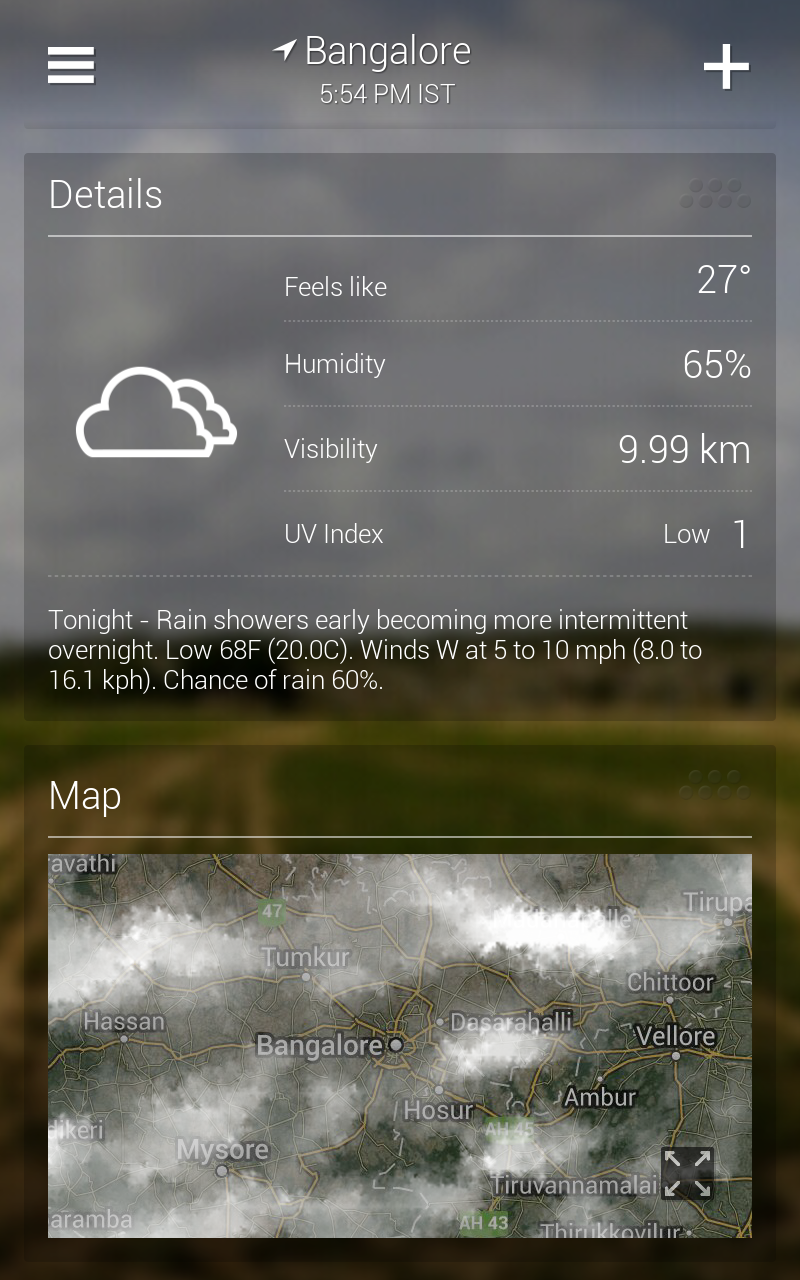 Bangalore
5:54 PM IST
Details
Feels like 27°
Humidity 65%
Visibility 9.99 km
UV Index Low 1
Tonight - Rain showers early becoming more intermittent
overnight. Low 68F (20.0C). Winds W at 5 to 10 mph (8.0 to
16.1 kph). Chance of rain 60%.
Map
avathi
47
Tirupa
Tumkur
Chittoor
Hassan
Dasarahalli
Bangalore
Vellore
Ambur
Hosur
dikeri
AH 45
Mysore
Tiruvannamalai
aramba
AH 43
Thirukkovilur